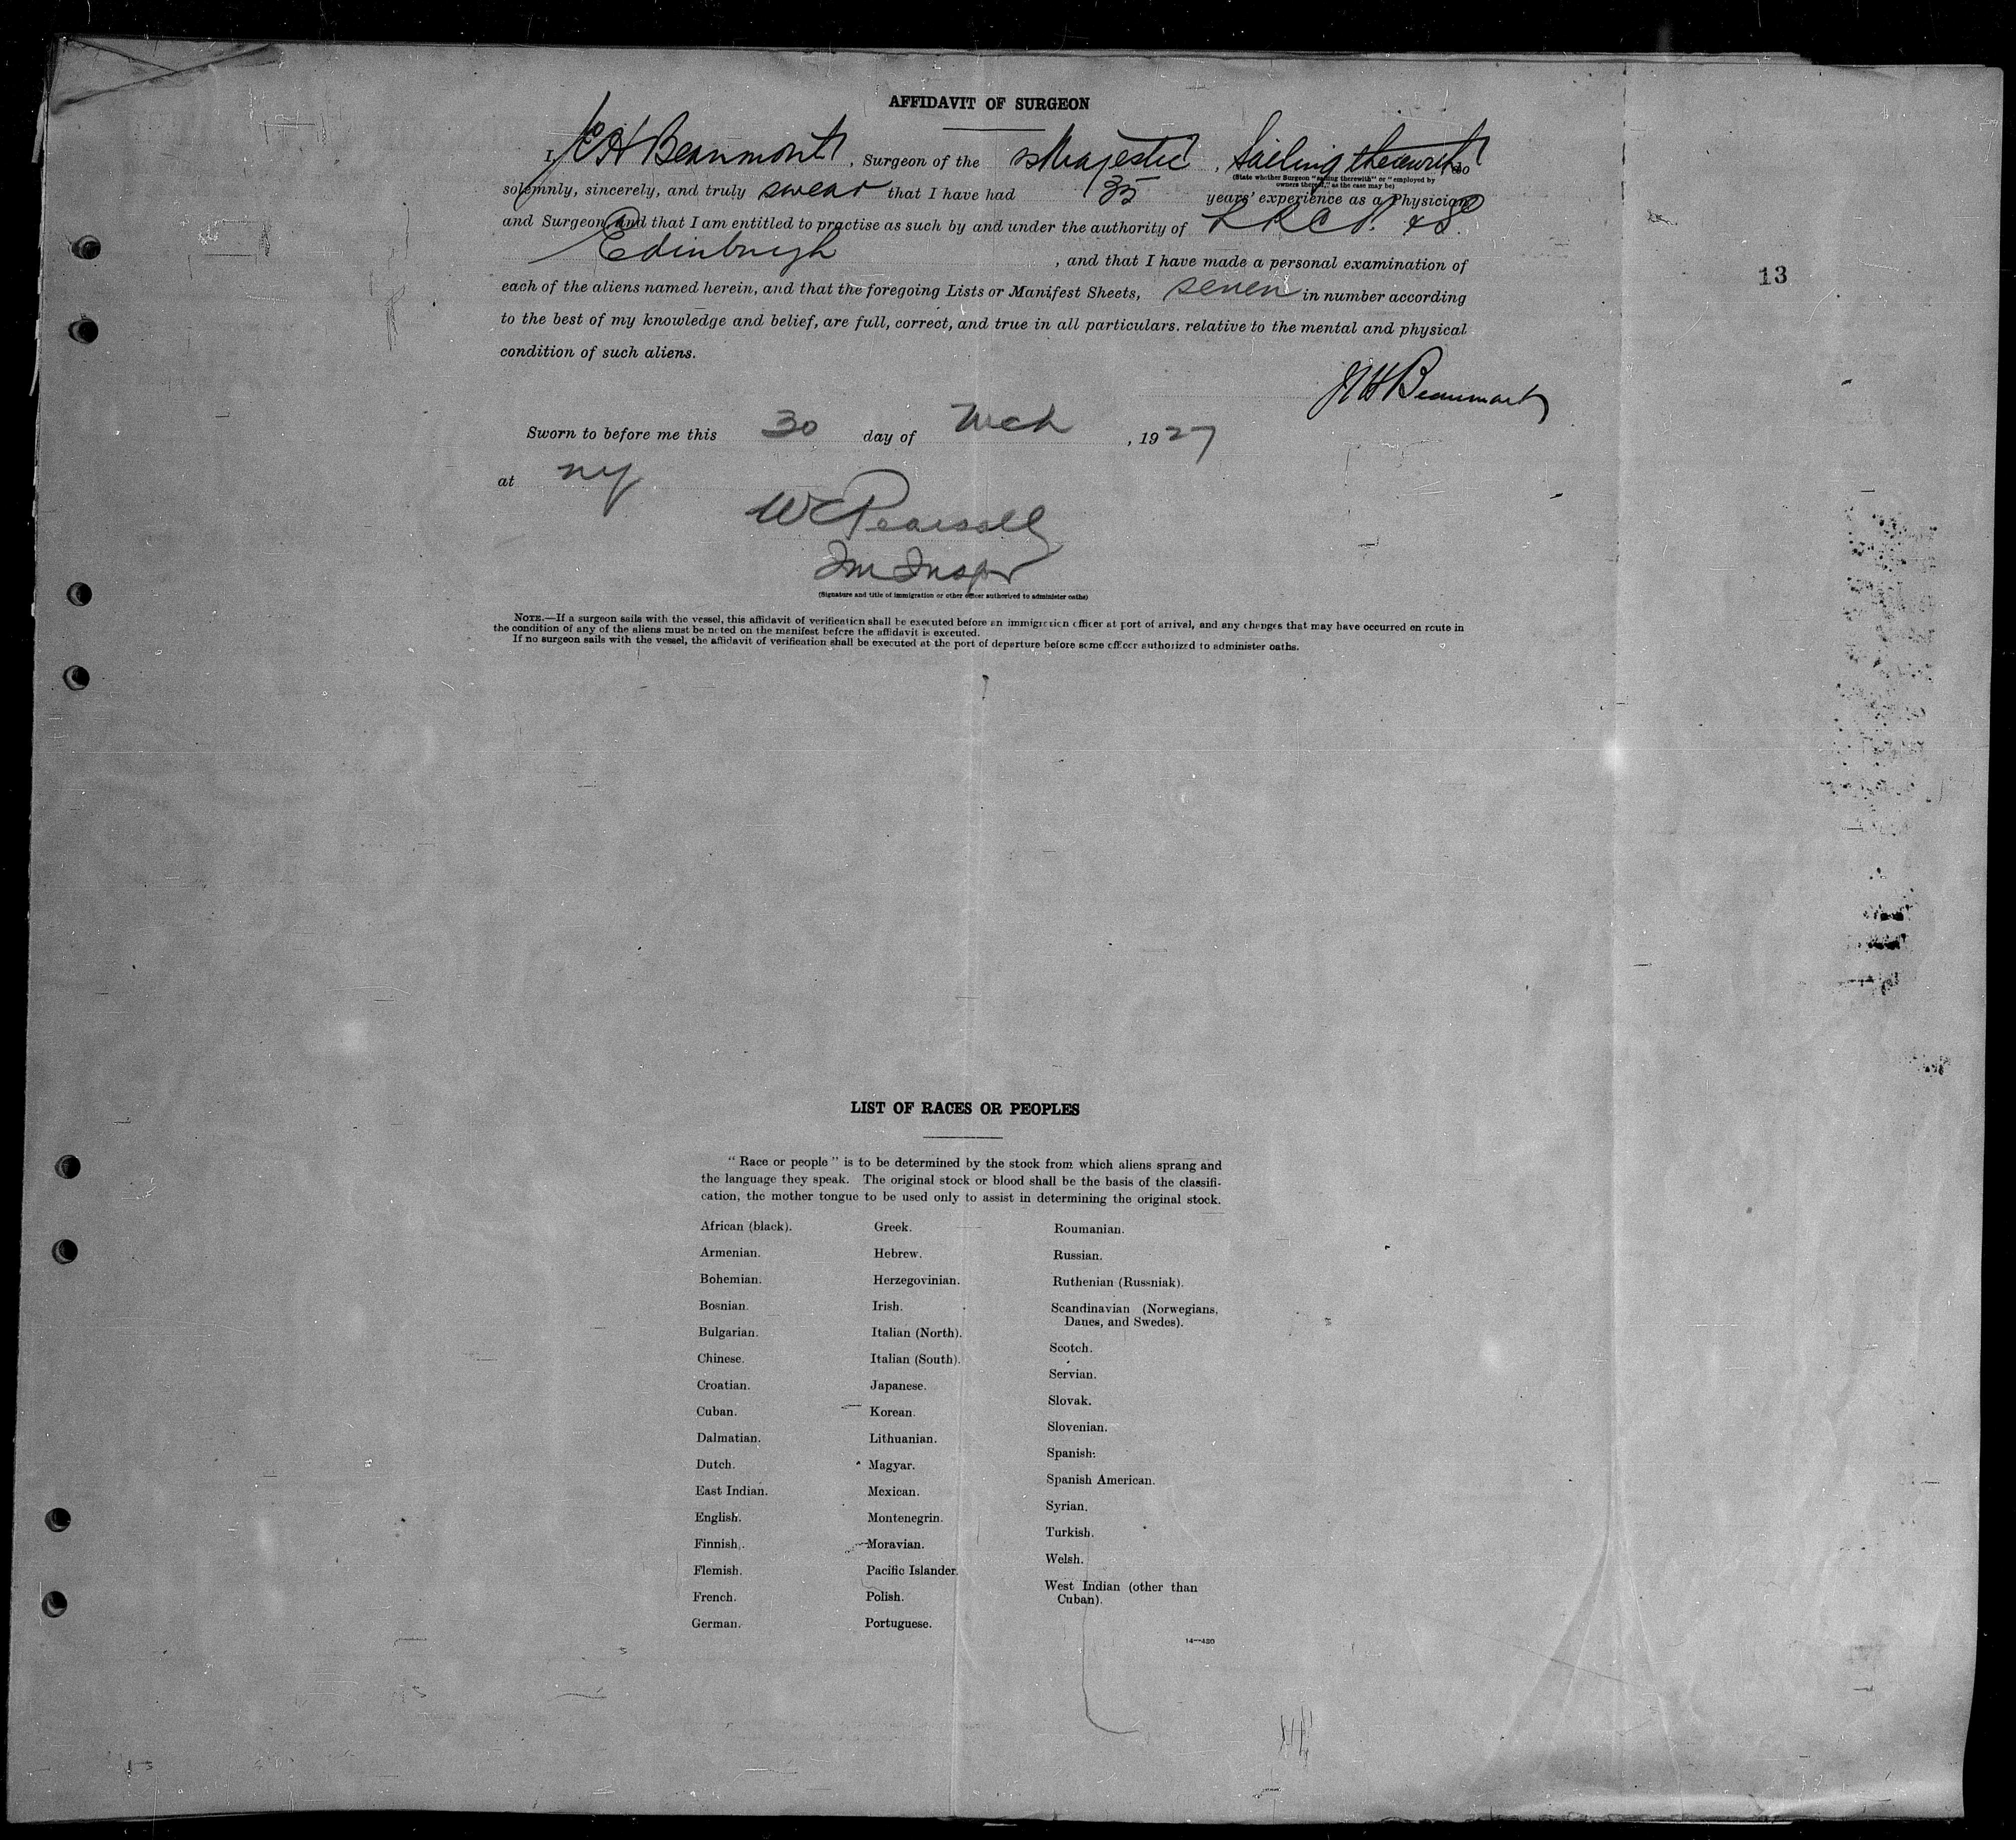 AFFIDAVIT OF SURGEON
I, Beaumont, Surgeon of the ss Majestic, Sailing therewith do
(State whether Surgeon "sailing therewith" or "employed by
owners thereof," as the case may be)
solemnly, sincerely, and truly swear that I have had 35 years' experience as a Physician
and Surgeon, and that I am entitled to practise as such by and under the authority of L R C P. & S.
Edinburgh, and that I have made a personal examination of
each of the aliens named herein, and that the foregoing Lists or Manifest Sheets, seven in number according
13
to the best of my knowledge and belief, are full, correct, and true in all particulars. relative to the mental and physical
condition of such aliens.
H Beaumont
Sworn to before me this 30 day of Mch, 1927
at NY
WC Pearsall
Im Inspr
(Signature and title of immigration or other officer authorized to administer oaths)
NOTE.—If a surgeon sails with the vessel, this affidavit of verification shall be executed before an immigration officer at port of arrival, and any changes that may have occurred en route in
the condition of any of the aliens must be noted on the manifest before the affidavit is executed.
If no surgeon sails with the vessel, the affidavit of verification shall be executed at the port of departure before some officer authorized to administer oaths.
LIST OF RACES OR PEOPLES
"Race or people" is to be determined by the stock from which aliens sprang and
the language they speak. The original stock or blood shall be the basis of the classifi-
cation, the mother tongue to be used only to assist in determining the original stock.
African (black).
Armenian.
Bohemian.
Bosnian.
Bulgarian.
Chinese.
Croatian.
Cuban.
Dalmatian.
Dutch.
East Indian.
English.
Finnish.
Flemish.
French.
German.
Greek.
Hebrew.
Herzegovinian.
Irish.
Italian (North).
Italian (South).
Japanese.
Korean.
Lithuanian.
Magyar.
Mexican.
Montenegrin.
Moravian.
Pacific Islander.
Polish.
Portuguese.
Roumanian.
Russian.
Ruthenian (Russniak).
Scandinavian (Norwegians,
Danes, and Swedes).
Scotch.
Servian.
Slovak.
Slovenian.
Spanish.
Spanish American.
Syrian.
Turkish.
Welsh.
West Indian (other than
Cuban).
14—430